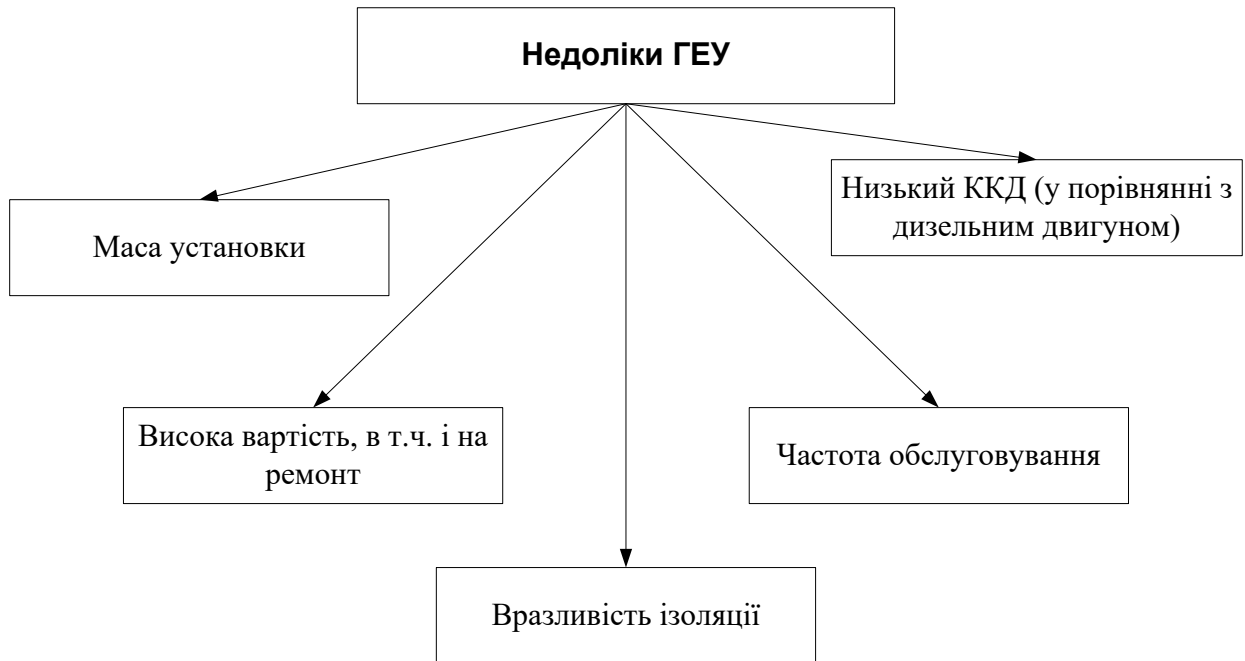 Недоліки ГЕУ
Низький ККД (у порівнянні з
дизельним двигуном)
Маса установки
Висока вартість, в т.ч. і на
ремонт
Частота обслуговування
Вразливість ізоляції